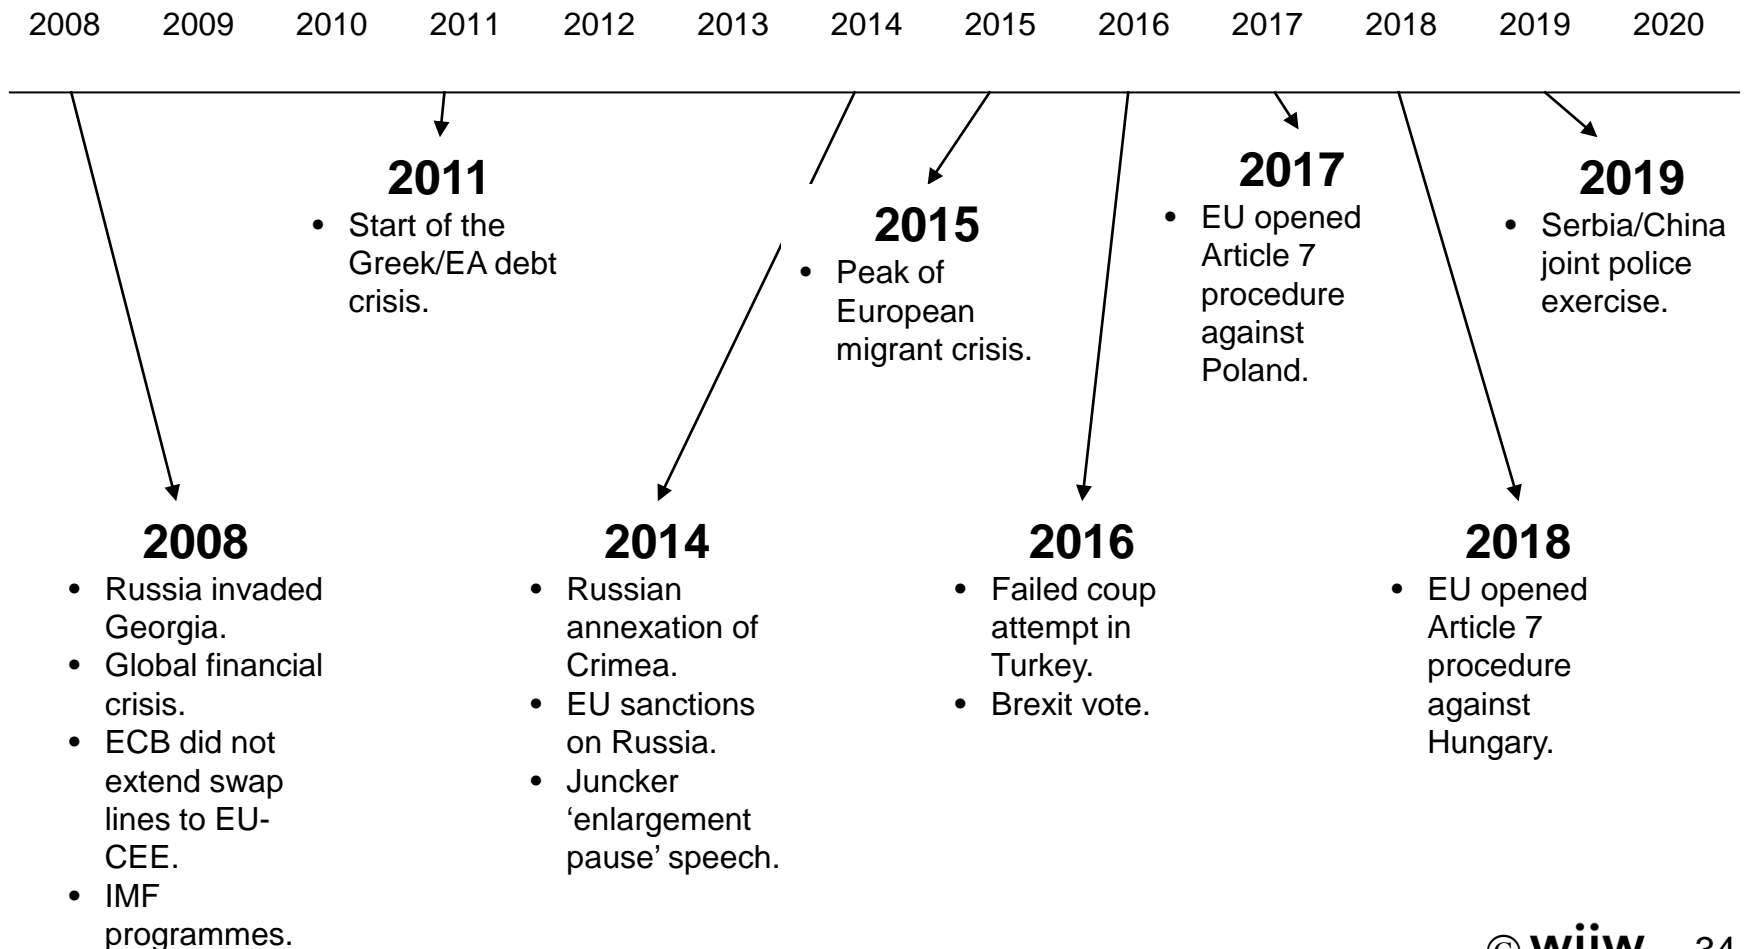 2008 2009 2010 2011 2012 2013 2014 2015 2016 2017 2018 2019 2020
2011
• Start of the
Greek/EA debt
crisis.
2015
• Peak of
European
migrant crisis.
2017
• EU opened
Article 7
procedure
against
Poland.
2019
• Serbia/China
joint police
exercise.
2008
• Russia invaded
Georgia.
• Global financial
crisis.
• ECB did not
extend swap
lines to EU-
CEE.
• IMF
programmes.
2014
• Russian
annexation of
Crimea.
• EU sanctions
on Russia.
• Juncker
‘enlargement
pause’ speech.
2016
• Failed coup
attempt in
Turkey.
• Brexit vote.
2018
• EU opened
Article 7
procedure
against
Hungary.
© wiiw 34